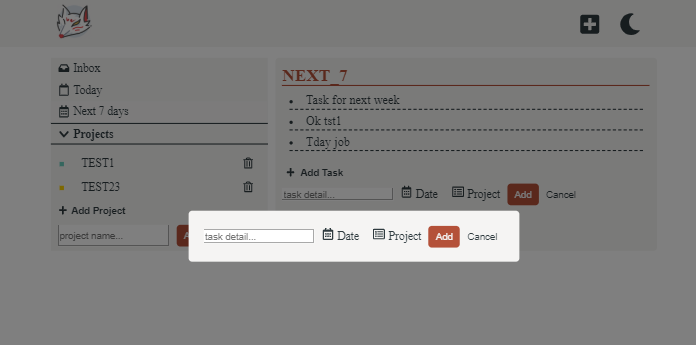 Inbox
Today
Next 7 days
Projects
TEST1
TEST23
+ Add Project
project name...
A
NEXT_7
Task for next week
Ok tst1
Tday job
+ Add Task
task detail... Date Project Add Cancel
task detail... Date Project Add Cancel